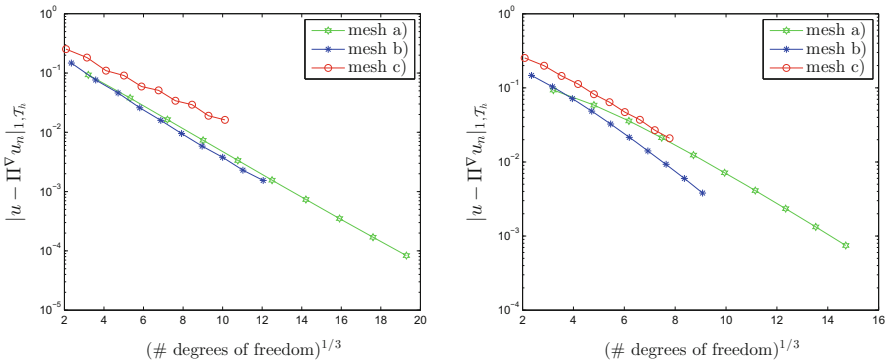 mesh a)
mesh b)
mesh c)
10^0
10^{-1}
10^{-2}
10^{-3}
10^{-4}
10^{-5}
|u − Π^∇ u_n|_{1,𝒯_h}
2 4 6 8 10 12 14 16 18 20
(# degrees of freedom)^{1/3}
mesh a)
mesh b)
mesh c)
10^0
10^{-1}
10^{-2}
10^{-3}
10^{-4}
|u − Π^∇ u_n|_{1,𝒯_h}
2 4 6 8 10 12 14 16
(# degrees of freedom)^{1/3}